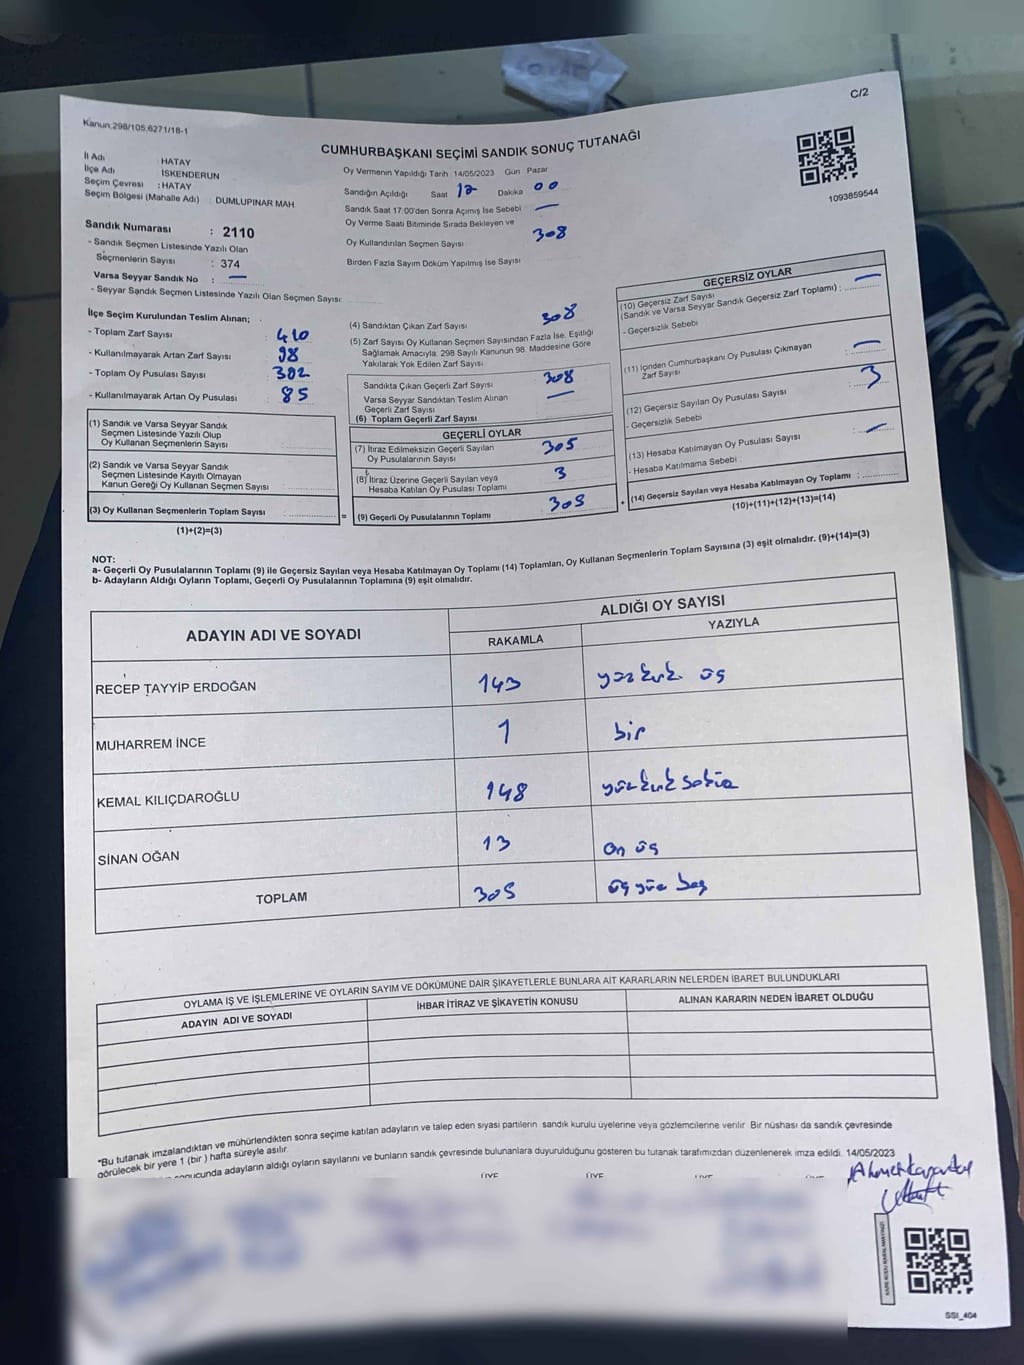 C/2
Kanun:298/105,6271/18-1
CUMHURBAŞKANI SEÇİMİ SANDIK SONUÇ TUTANAĞI
İl Adı : HATAY
İlçe Adı : İSKENDERUN
Seçim Çevresi : HATAY
Seçim Bölgesi (Mahalle Adı) : DUMLUPINAR MAH
Oy Vermenin Yapıldığı Tarih 14/05/2023 Gün Pazar
Sandığın Açıldığı Saat 17 Dakika 00
Sandık Saat 17:00'den Sonra Açımış İse Sebebi —
Oy Verme Saati Bitiminde Sırada Bekleyen ve
Oy Kullandırılan Seçmen Sayısı 308
Birden Fazla Sayım Döküm Yapılmış İse Sayısı
1093859544
Sandık Numarası : 2110
- Sandık Seçmen Listesinde Yazılı Olan
Seçmenlerin Sayısı : 374
Varsa Seyyar Sandık No : —
- Seyyar Sandık Seçmen Listesinde Yazılı Olan Seçmen Sayısı:
İlçe Seçim Kurulundan Teslim Alınan;
- Toplam Zarf Sayısı 410
- Kullanılmayarak Artan Zarf Sayısı 98
- Toplam Oy Pusulası Sayısı 302
- Kullanılmayarak Artan Oy Pusulası 85
(1) Sandık ve Varsa Seyyar Sandık
Seçmen Listesinde Yazılı Olup
Oy Kullanan Seçmenlerin Sayısı
(2) Sandık ve Varsa Seyyar Sandık
Seçmen Listesinde Kayıtlı Olmayan
Kanun Gereği Oy Kullanan Seçmen Sayısı
(3) Oy Kullanan Seçmenlerin Toplam Sayısı
(1)+(2)=(3)
(4) Sandıktan Çıkan Zarf Sayısı 308
(5) Zarf Sayısı Oy Kullanan Seçmen Sayısından Fazla İse, Eşitliği
Sağlamak Amacıyla; 298 Sayılı Kanunun 98. Maddesine Göre
Yakılarak Yok Edilen Zarf Sayısı
Sandıkta Çıkan Geçerli Zarf Sayısı 308
Varsa Seyyar Sandıktan Teslim Alınan
Geçerli Zarf Sayısı —
(6) Toplam Geçerli Zarf Sayısı
GEÇERLİ OYLAR
(7) İtiraz Edilmeksizin Geçerli Sayılan
Oy Pusulalarının Sayısı 305
(8) İtiraz Üzerine Geçerli Sayılan veya
Hesaba Katılan Oy Pusulası Toplamı 3
= (9) Geçerli Oy Pusulalarının Toplamı 305
GEÇERSİZ OYLAR
(10) Geçersiz Zarf Sayısı
(Sandık ve Varsa Seyyar Sandık Geçersiz Zarf Toplamı) : —
- Geçersizlik Sebebi
(11) İçinden Cumhurbaşkanı Oy Pusulası Çıkmayan
Zarf Sayısı : —
(12) Geçersiz Sayılan Oy Pusulası Sayısı : 3
- Geçersizlik Sebebi
(13) Hesaba Katılmayan Oy Pusulası Sayısı : —
- Hesaba Katılmama Sebebi
+ (14) Geçersiz Sayılan veya Hesaba Katılmayan Oy Toplamı :
(10)+(11)+(12)+(13)=(14)
NOT:
a- Geçerli Oy Pusulalarının Toplamı (9) ile Geçersiz Sayılan veya Hesaba Katılmayan Oy Toplamı (14) Toplamları, Oy Kullanan Seçmenlerin Toplam Sayısına (3) eşit olmalıdır. (9)+(14)=(3)
b- Adayların Aldığı Oyların Toplamı, Geçerli Oy Pusulalarının Toplamına (9) eşit olmalıdır.
ADAYIN ADI VE SOYADI
ALDIĞI OY SAYISI
RAKAMLA YAZIYLA
RECEP TAYYİP ERDOĞAN 143 yüz kırk üç
MUHARREM İNCE 1 bir
KEMAL KILIÇDAROĞLU 148 yüz kırk sekiz
SİNAN OĞAN 13 on üç
TOPLAM 305 üç yüz beş
OYLAMA İŞ VE İŞLEMLERİNE VE OYLARIN SAYIM VE DÖKÜMÜNE DAİR ŞİKAYETLERLE BUNLARA AİT KARARLARIN NELERDEN İBARET BULUNDUKLARI
ADAYIN ADI VE SOYADI İHBAR İTİRAZ VE ŞİKAYETİN KONUSU ALINAN KARARIN NEDEN İBARET OLDUĞU
*Bu tutanak imzalandıktan ve mühürlendikten sonra seçime katılan adayların ve talep eden siyasi partilerin sandık kurulu üyelerine veya gözlemcilerine verilir. Bir nüshası da sandık çevresinde
görülecek bir yere 1 (bir ) hafta süreyle asılır.
sonucunda adayların aldığı oyların sayılarını ve bunların sandık çevresinde bulunanlara duyurulduğunu gösteren bu tutanak tarafımızdan düzenlenerek imza edildi. 14/05/2023
ÜYE ÜYE
SSI_404